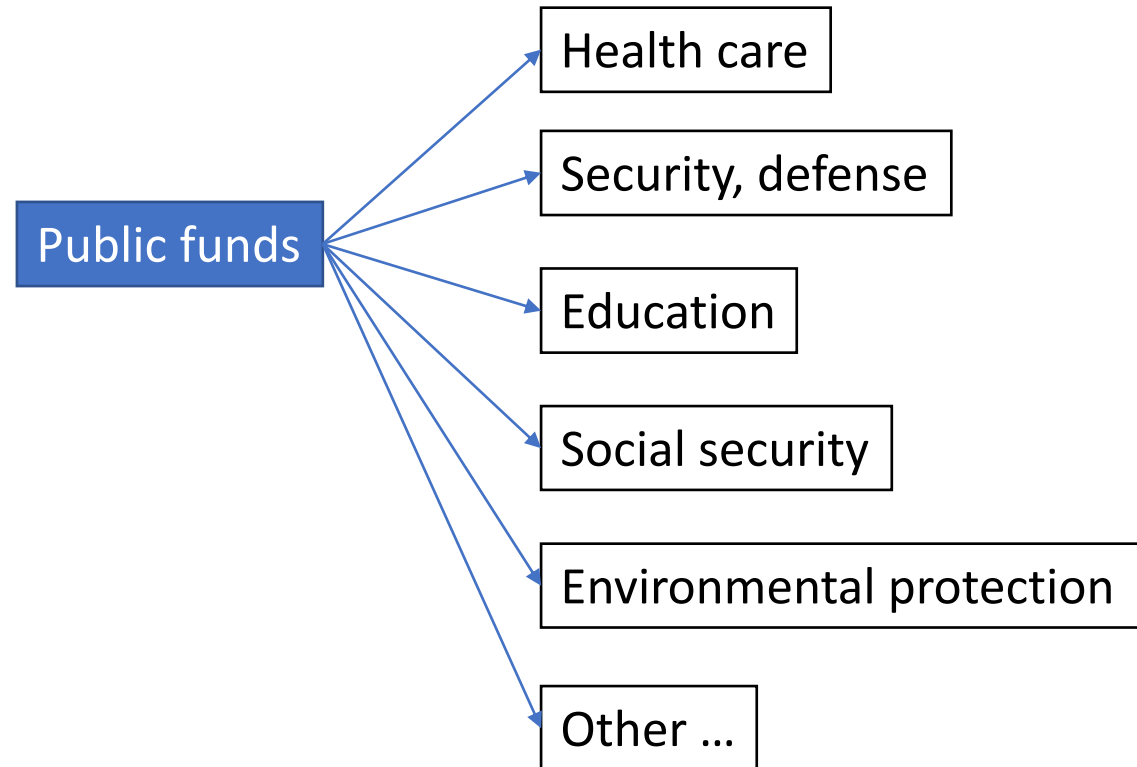 Public funds
Health care
Security, defense
Education
Social security
Environmental protection
Other ...